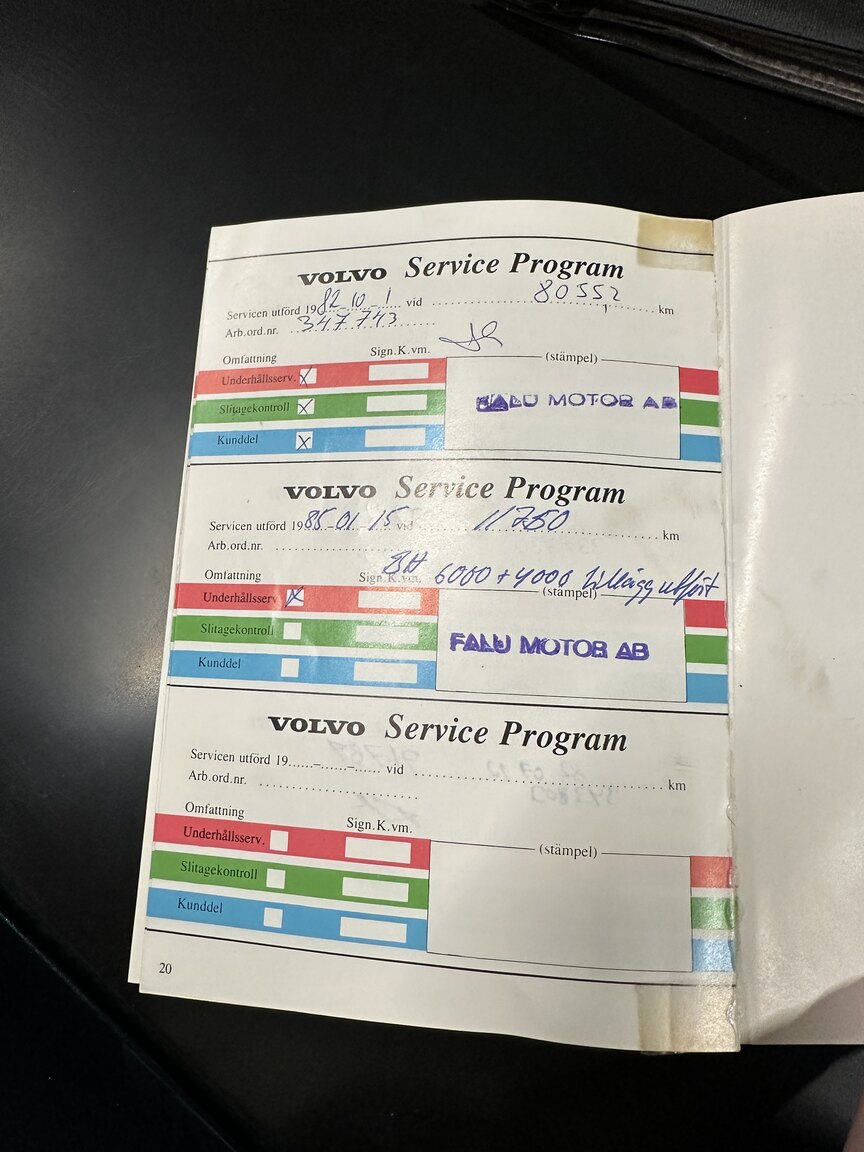 VOLVO Service Program
Servicen utförd 1982-10-1 vid 80552 km
Arb.ord.nr. 347743
Omfattning Sign.K.vm. (stämpel)
Underhållsserv. X
Slitagekontroll X FALU MOTOR AB
Kunddel X
VOLVO Service Program
Servicen utförd 1985-01-15 vid 11750 km
Arb.ord.nr.
6000 + 4000 tillägg utfört
Omfattning Sign.K.vm. (stämpel)
Underhållsserv. X
Slitagekontroll FALU MOTOR AB
Kunddel
VOLVO Service Program
Servicen utförd 19......–......–...... vid km
Arb.ord.nr.
Omfattning Sign.K.vm.
Underhållsserv. (stämpel)
Slitagekontroll
Kunddel
20